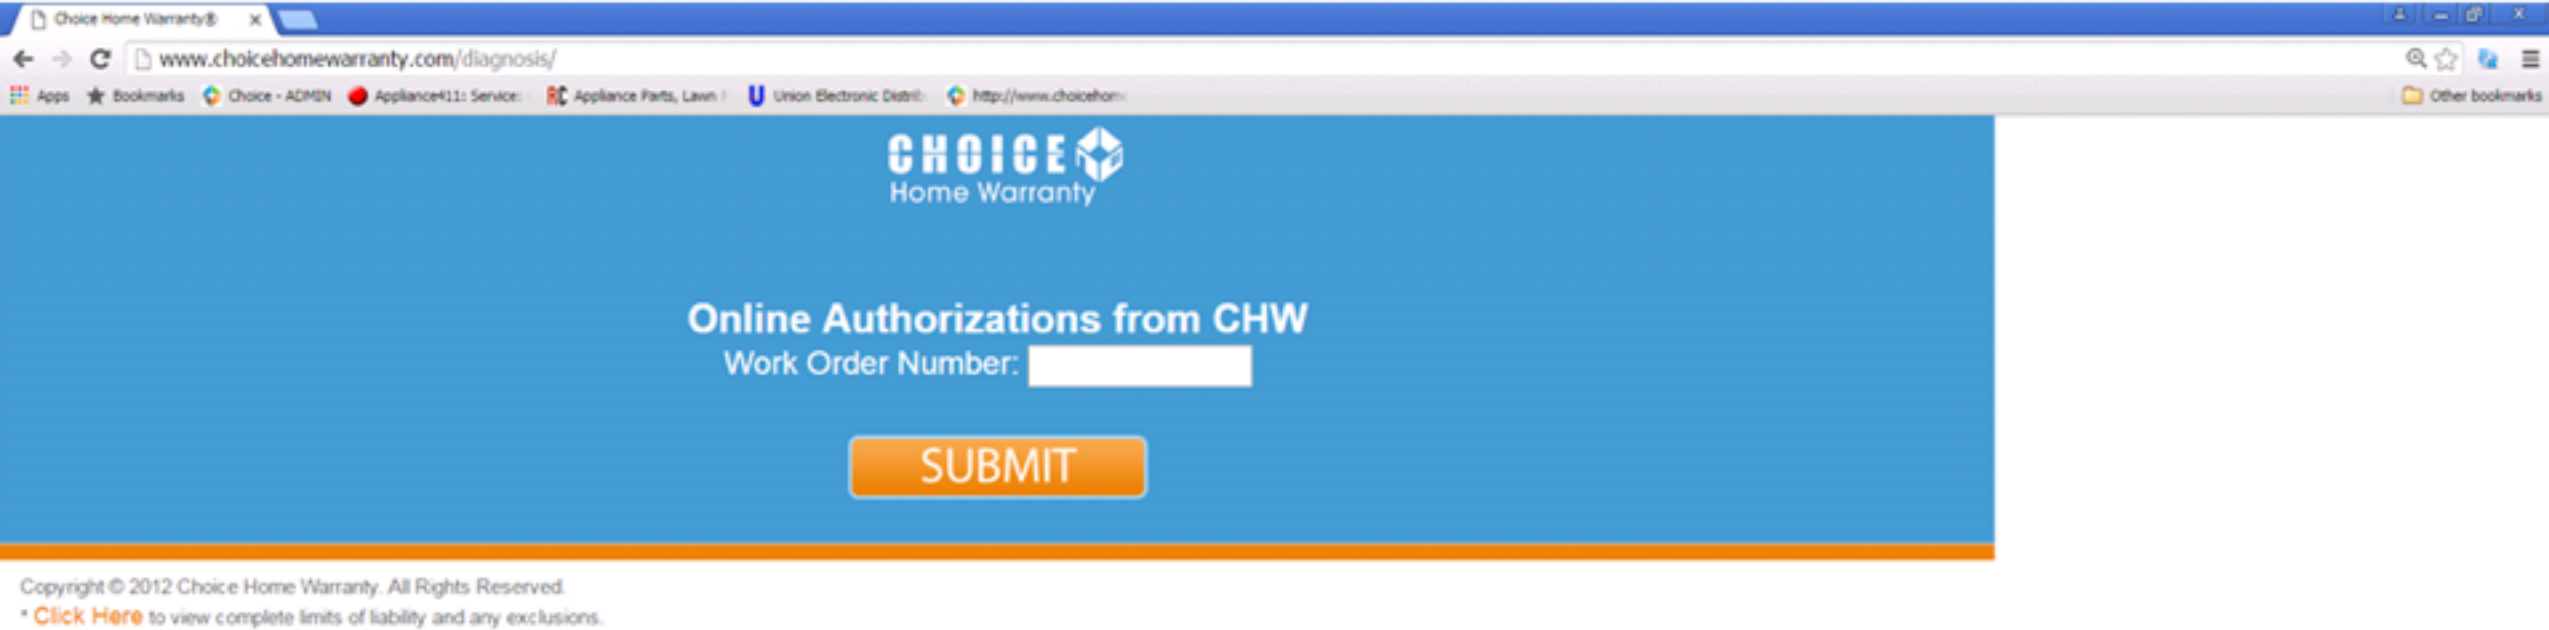 Choice Home Warranty®
www.choicehomewarranty.com/diagnosis/
Apps Bookmarks Choice - ADMIN Appliance411: Service: Appliance Parts, Lawn Union Electronic Distrib http://www.choicehom Other bookmarks
CHOICE
Home Warranty
Online Authorizations from CHW
Work Order Number:
SUBMIT
Copyright © 2012 Choice Home Warranty. All Rights Reserved.
* Click Here to view complete limits of liability and any exclusions.